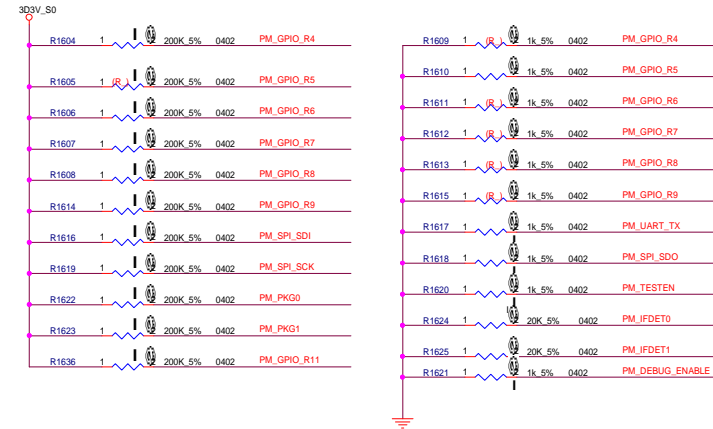 3D3V_S0
R1604 1 2 200K_5% 0402 PM_GPIO_R4
R1605 1 (R_) 2 200K_5% 0402 PM_GPIO_R5
R1606 1 2 200K_5% 0402 PM_GPIO_R6
R1607 1 2 200K_5% 0402 PM_GPIO_R7
R1608 1 2 200K_5% 0402 PM_GPIO_R8
R1614 1 2 200K_5% 0402 PM_GPIO_R9
R1616 1 2 200K_5% 0402 PM_SPI_SDI
R1619 1 2 200K_5% 0402 PM_SPI_SCK
R1622 1 2 200K_5% 0402 PM_PKG0
R1623 1 2 200K_5% 0402 PM_PKG1
R1636 1 2 200K_5% 0402 PM_GPIO_R11
R1609 1 (R_) 2 1k_5% 0402 PM_GPIO_R4
R1610 1 2 1k_5% 0402 PM_GPIO_R5
R1611 1 (R_) 2 1k_5% 0402 PM_GPIO_R6
R1612 1 (R_) 2 1k_5% 0402 PM_GPIO_R7
R1613 1 (R_) 2 1k_5% 0402 PM_GPIO_R8
R1615 1 (R_) 2 1k_5% 0402 PM_GPIO_R9
R1617 1 2 1k_5% 0402 PM_UART_TX
R1618 1 2 1k_5% 0402 PM_SPI_SDO
R1620 1 2 1k_5% 0402 PM_TESTEN
R1624 1 2 20K_5% 0402 PM_IFDET0
R1625 1 2 20K_5% 0402 PM_IFDET1
R1621 1 2 1k_5% 0402 PM_DEBUG_ENABLE